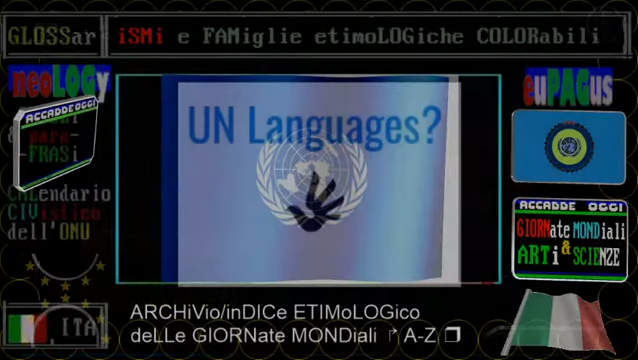 GLOSSar iSMi e FAMiglie etimoLOGiche COLORabili
neoLOGy
ACCADDE OGGI
para-
-FRASi
CALendario
CIVistico
dell'ONU
ITA
UN Languages?
euPAGus
ACCADDE OGGI
GIORNate MONDiali
ARTi & SCIENZE
ARCHiVio/inDICe ETIMoLOGico
deLLe GIORNate MONDiali A-Z